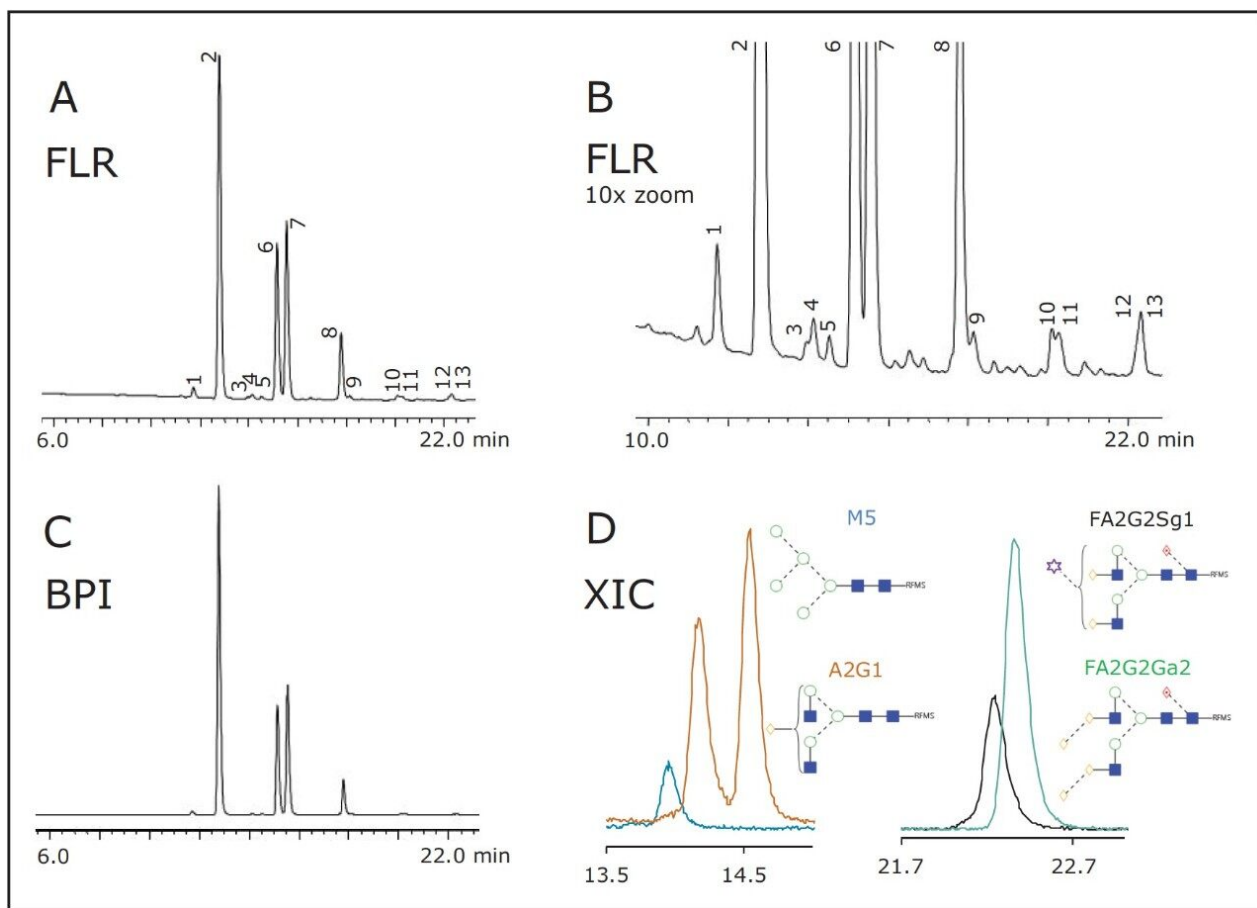 A
FLR
2
6
7
8
1
3
4
5
9
10
11
12
13
6.0
22.0 min
B
FLR
10x zoom
2
6
7
8
1
3
4
5
9
10
11
12
13
10.0
22.0 min
C
BPI
6.0
22.0 min
D
XIC
M5
RFMS
A2G1
RFMS
13.5
14.5
FA2G2Sg1
RFMS
FA2G2Ga2
RFMS
21.7
22.7